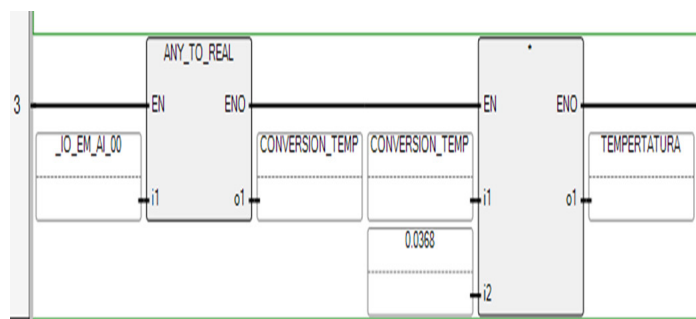 ANY_TO_REAL
*
3
EN
ENO
EN
ENO
_IO_EM_AI_00
CONVERSION_TEMP
CONVERSION_TEMP
TEMPERTATURA
i1
o1
i1
o1
0.0368
i2